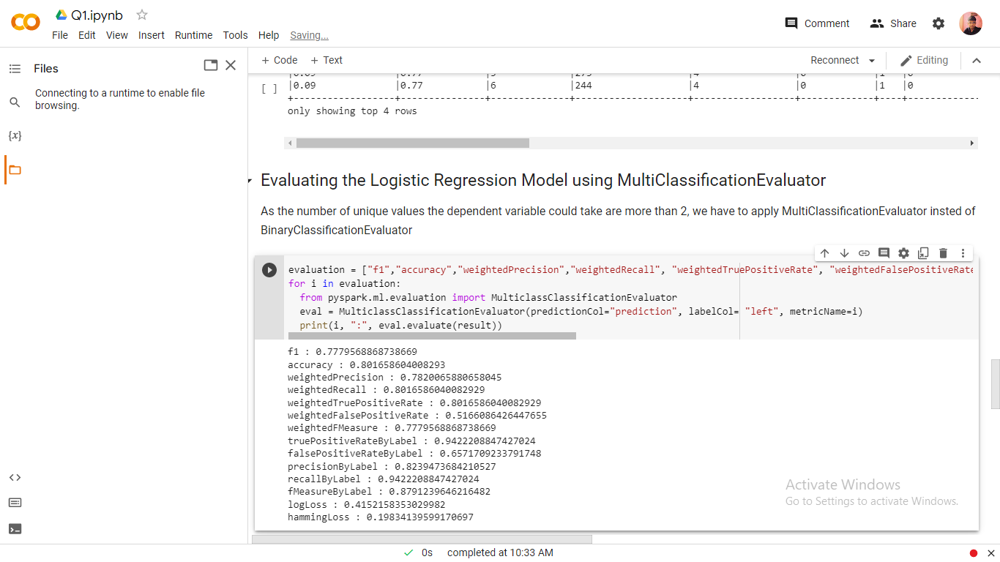 Q1.ipynb
File Edit View Insert Runtime Tools Help Saving...
Comment Share
Files
Connecting to a runtime to enable file
browsing.
{x}
+ Code + Text
Reconnect Editing
[ ]
|0.09 |0.77 |6 |244 |4 |0 |1 |0
+------------------+---------------+--------------+--------------------+------------------+-------------+----+------------
only showing top 4 rows
Evaluating the Logistic Regression Model using MultiClassificationEvaluator
As the number of unique values the dependent variable could take are more than 2, we have to apply MultiClassificationEvaluator insted of
BinaryClassificationEvaluator
evaluation = ["f1","accuracy","weightedPrecision","weightedRecall", "weightedTruePositiveRate", "weightedFalsePositiveRate
for i in evaluation:
from pyspark.ml.evaluation import MulticlassClassificationEvaluator
eval = MulticlassClassificationEvaluator(predictionCol="prediction", labelCol= "left", metricName=i)
print(i, ":", eval.evaluate(result))
f1 : 0.7779568868738669
accuracy : 0.801658604008293
weightedPrecision : 0.7820065880658045
weightedRecall : 0.8016586040082929
weightedTruePositiveRate : 0.8016586040082929
weightedFalsePositiveRate : 0.5166086426447655
weightedFMeasure : 0.7779568868738669
truePositiveRateByLabel : 0.9422208847427024
falsePositiveRateByLabel : 0.6571709233791748
precisionByLabel : 0.8239473684210527
recallByLabel : 0.9422208847427024
fMeasureByLabel : 0.8791239646216482
logLoss : 0.4152158353029982
hammingLoss : 0.19834139599170697
Activate Windows
Go to Settings to activate Windows.
0s completed at 10:33 AM